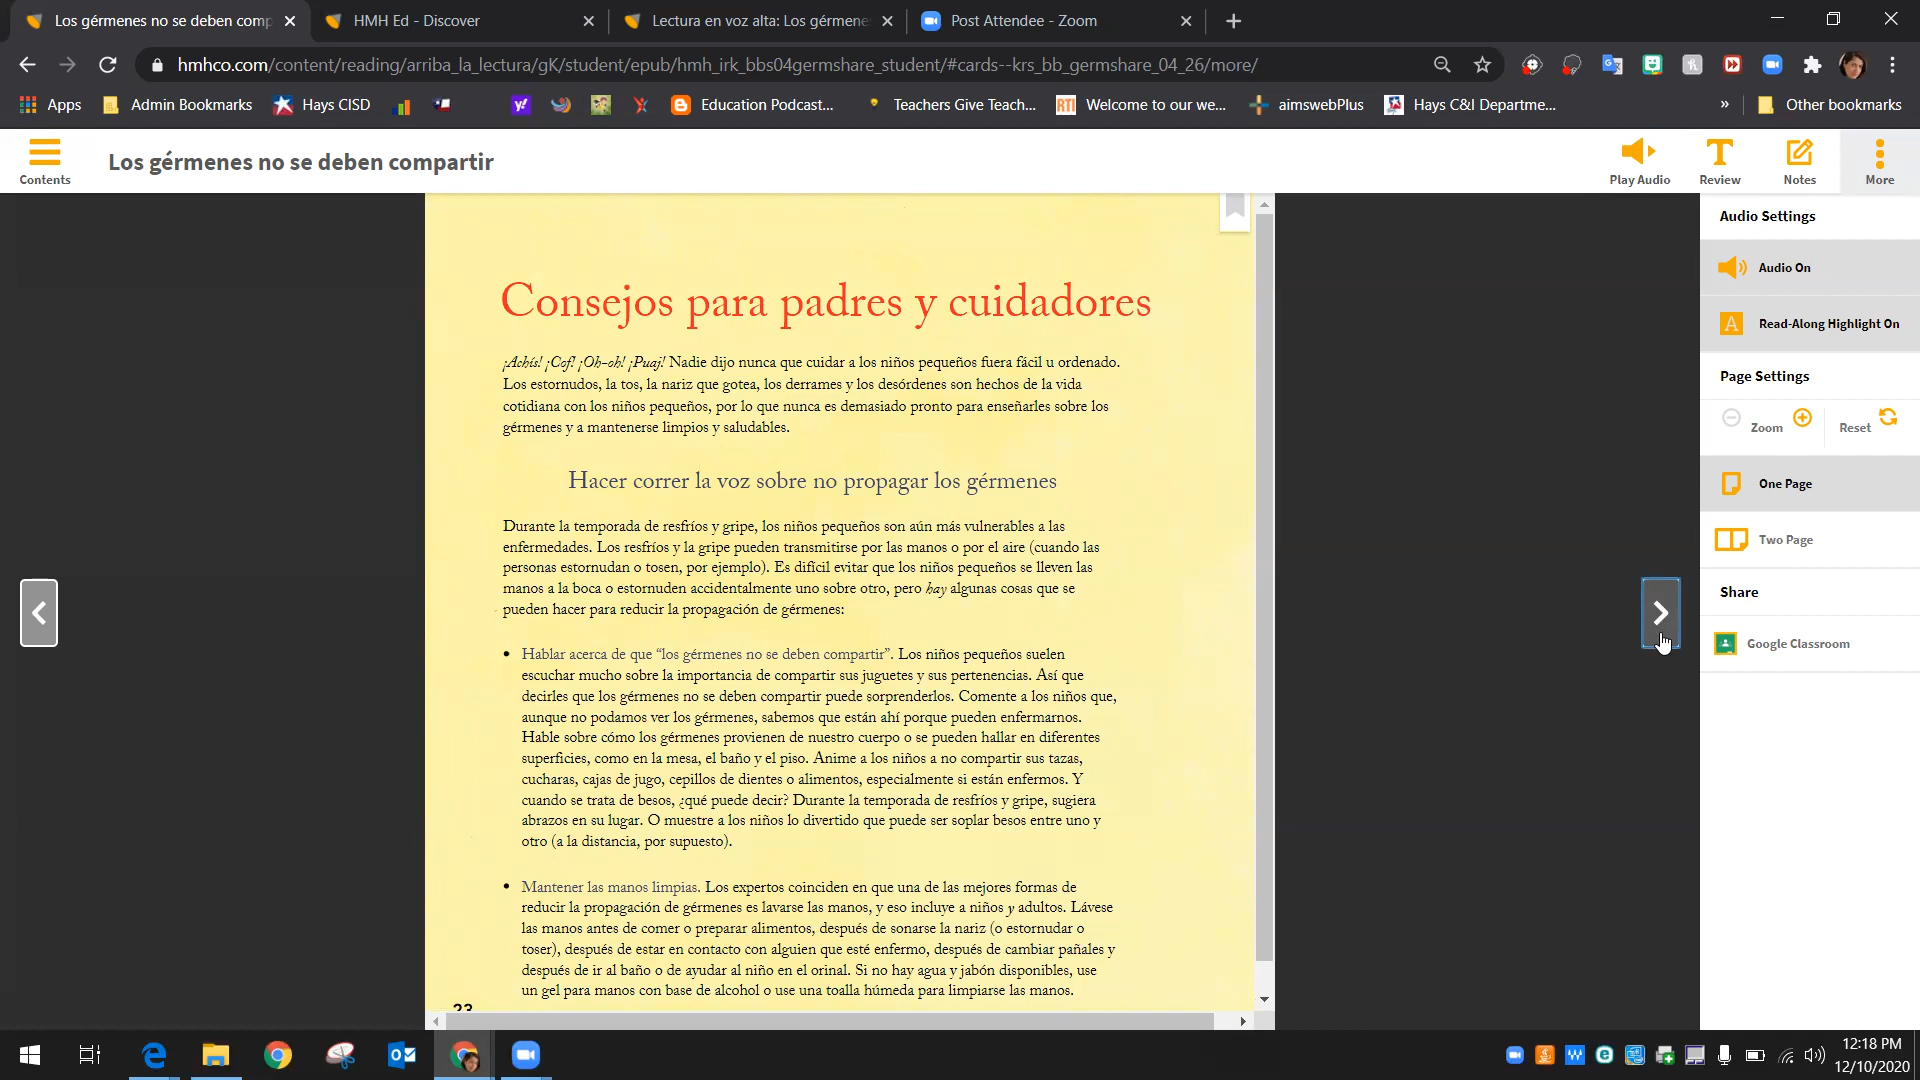 Los gérmenes no se deben comp
HMH Ed - Discover
Lectura en voz alta: Los gérmene
Post Attendee - Zoom
hmhco.com/content/reading/arriba_la_lectura/gK/student/epub/hmh_irk_bbs04germshare_student/#cards--krs_bb_germshare_04_26/more/
Apps
Admin Bookmarks
Hays CISD
Education Podcast...
Teachers Give Teach...
RTI
Welcome to our we...
aimswebPlus
Hays C&I Departme...
»
Other bookmarks
Contents
Los gérmenes no se deben compartir
Play Audio
Review
Notes
More
Consejos para padres y cuidadores
¡Achís! ¡Cof! ¡Oh-oh! ¡Puaj! Nadie dijo nunca que cuidar a los niños pequeños fuera fácil u ordenado.
Los estornudos, la tos, la nariz que gotea, los derrames y los desórdenes son hechos de la vida
cotidiana con los niños pequeños, por lo que nunca es demasiado pronto para enseñarles sobre los
gérmenes y a mantenerse limpios y saludables.
Hacer correr la voz sobre no propagar los gérmenes
Durante la temporada de resfríos y gripe, los niños pequeños son aún más vulnerables a las
enfermedades. Los resfríos y la gripe pueden transmitirse por las manos o por el aire (cuando las
personas estornudan o tosen, por ejemplo). Es difícil evitar que los niños pequeños se lleven las
manos a la boca o estornuden accidentalmente uno sobre otro, pero hay algunas cosas que se
pueden hacer para reducir la propagación de gérmenes:
• Hablar acerca de que “los gérmenes no se deben compartir”. Los niños pequeños suelen
escuchar mucho sobre la importancia de compartir sus juguetes y sus pertenencias. Así que
decirles que los gérmenes no se deben compartir puede sorprenderlos. Comente a los niños que,
aunque no podamos ver los gérmenes, sabemos que están ahí porque pueden enfermarnos.
Hable sobre cómo los gérmenes provienen de nuestro cuerpo o se pueden hallar en diferentes
superficies, como en la mesa, el baño y el piso. Anime a los niños a no compartir sus tazas,
cucharas, cajas de jugo, cepillos de dientes o alimentos, especialmente si están enfermos. Y
cuando se trata de besos, ¿qué puede decir? Durante la temporada de resfríos y gripe, sugiera
abrazos en su lugar. O muestre a los niños lo divertido que puede ser soplar besos entre uno y
otro (a la distancia, por supuesto).
• Mantener las manos limpias. Los expertos coinciden en que una de las mejores formas de
reducir la propagación de gérmenes es lavarse las manos, y eso incluye a niños y adultos. Lávese
las manos antes de comer o preparar alimentos, después de sonarse la nariz (o estornudar o
toser), después de estar en contacto con alguien que esté enfermo, después de cambiar pañales y
después de ir al baño o de ayudar al niño en el orinal. Si no hay agua y jabón disponibles, use
un gel para manos con base de alcohol o use una toalla húmeda para limpiarse las manos.
23
Audio Settings
Audio On
A
Read-Along Highlight On
Page Settings
Zoom
Reset
One Page
Two Page
Share
Google Classroom
12:18 PM
12/10/2020